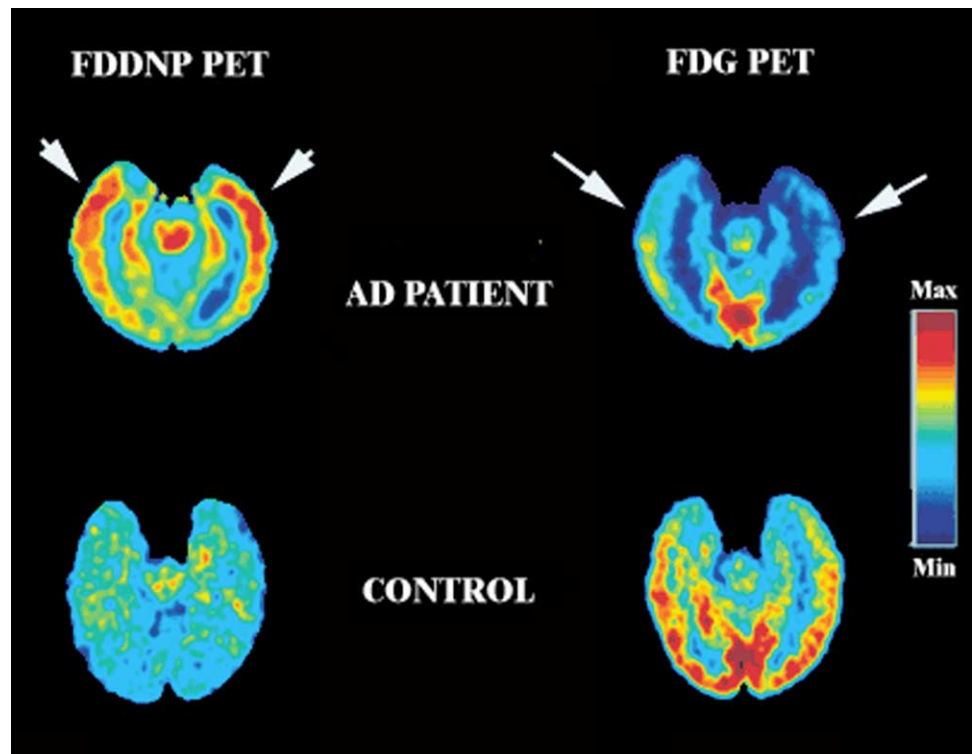 FDDNP PET
FDG PET
AD PATIENT
Max
Min
CONTROL